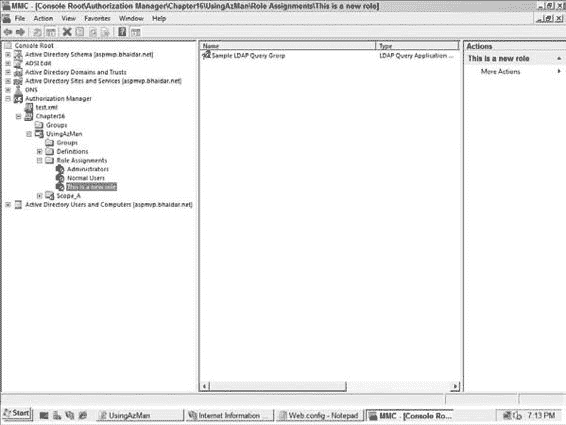 MMC - [Console Root\Authorization Manager\Chapter16\UsingAzMan\Role Assignments\This is a new role]
File Action View Favorites Window Help
Console Root
Active Directory Schema [aspmvp.bhaidar.net]
ADSI Edit
Active Directory Domains and Trusts
Active Directory Sites and Services [aspmvp.bhaidar.net]
DNS
Authorization Manager
test.xml
Chapter16
Groups
UsingAzMan
Groups
Definitions
Role Assignments
Administrators
Normal Users
This is a new role
Scope_A
Active Directory Users and Computers [aspmvp.bhaidar.net]
Name Type
Sample LDAP Query Group LDAP Query Application ...
Actions
This is a new role
More Actions
Start UsingAzMan Internet Information ... Web.config - Notepad MMC - [Console Ro... 7:13 PM